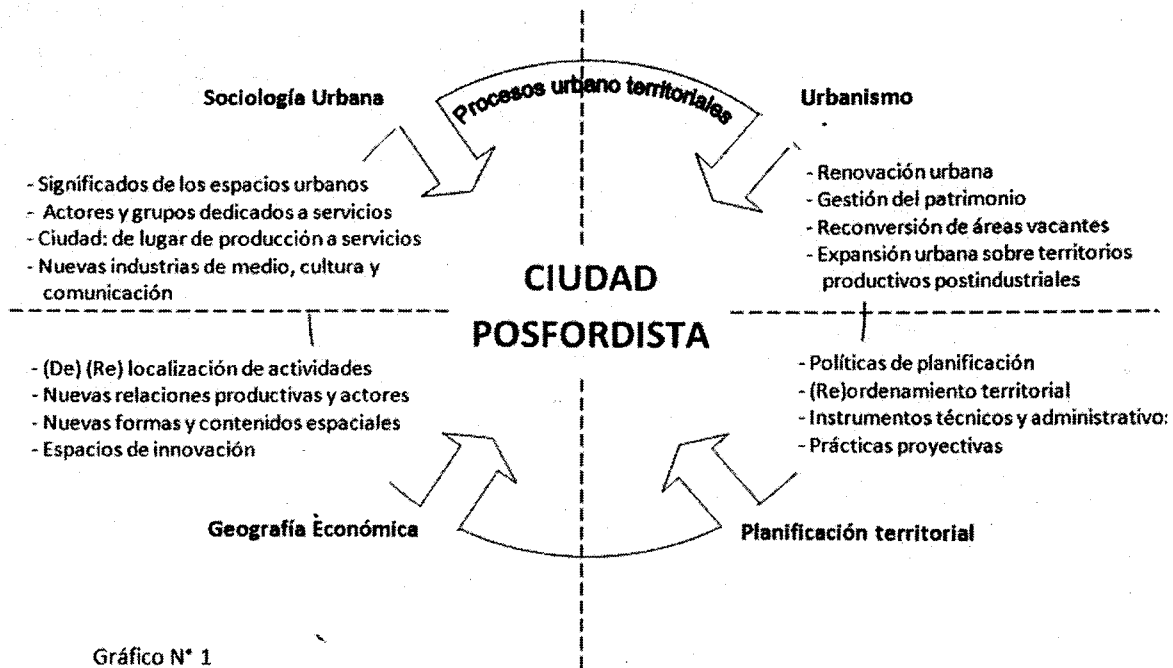 Procesos urbano territoriales
Sociología Urbana
- Significados de los espacios urbanos
- Actores y grupos dedicados a servicios
- Ciudad: de lugar de producción a servicios
- Nuevas industrias de medio, cultura y
comunicación
Urbanismo
- Renovación urbana
- Gestión del patrimonio
- Reconversión de áreas vacantes
- Expansión urbana sobre territorios
productivos postindustriales
CIUDAD
POSFORDISTA
- (De) (Re) localización de actividades
- Nuevas relaciones productivas y actores
- Nuevas formas y contenidos espaciales
- Espacios de innovación
Geografía Económica
- Políticas de planificación
- (Re)ordenamiento territorial
- Instrumentos técnicos y administrativos
- Prácticas proyectivas
Planificación territorial
Gráfico N° 1